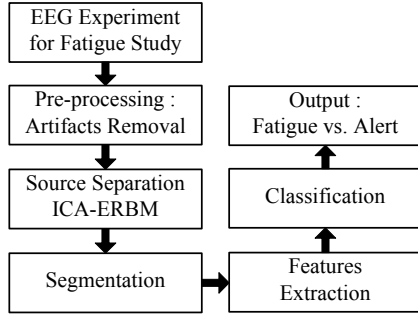 EEG Experiment
for Fatigue Study
Pre-processing :
Artifacts Removal
Source Separation
ICA-ERBM
Segmentation
Features
Extraction
Classification
Output :
Fatigue vs. Alert